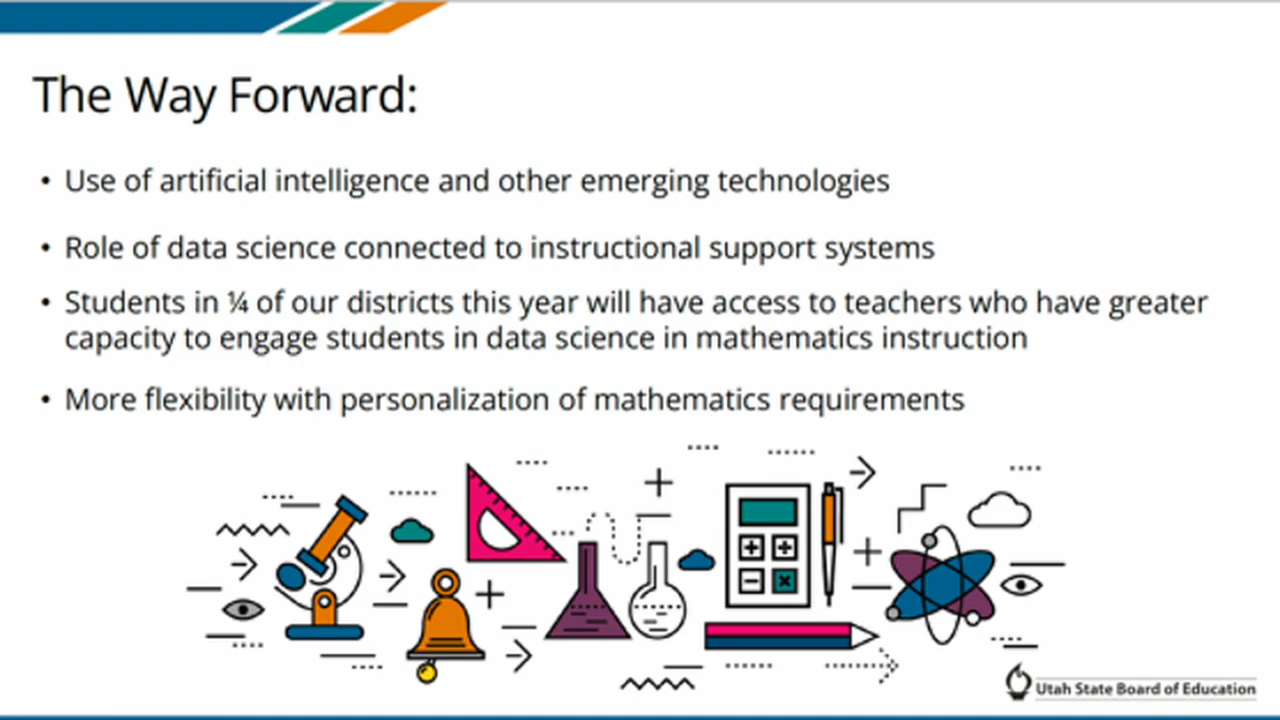 The Way Forward:
• Use of artificial intelligence and other emerging technologies
• Role of data science connected to instructional support systems
• Students in ¼ of our districts this year will have access to teachers who have greater
capacity to engage students in data science in mathematics instruction
• More flexibility with personalization of mathematics requirements
Utah State Board of Education